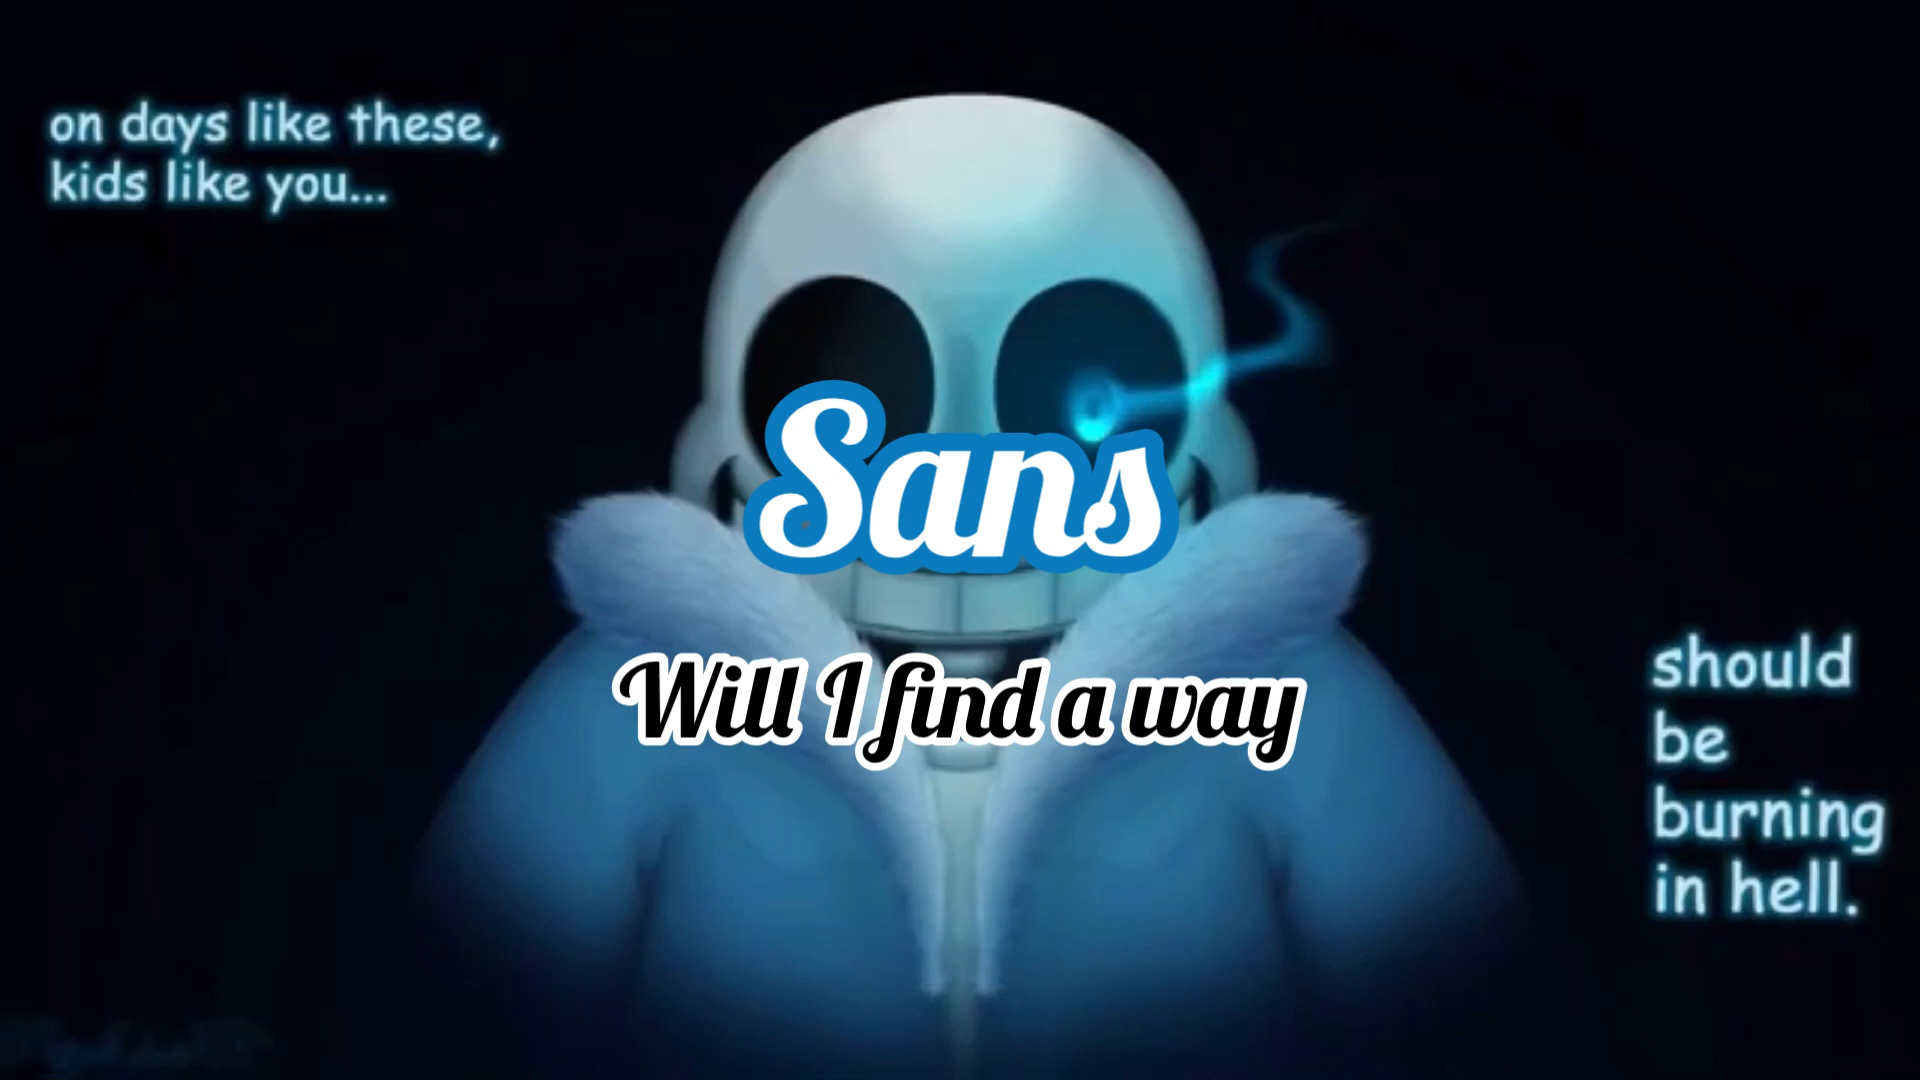 on days like these,
kids like you...
Sans
Will I find a way
should
be
burning
in hell.